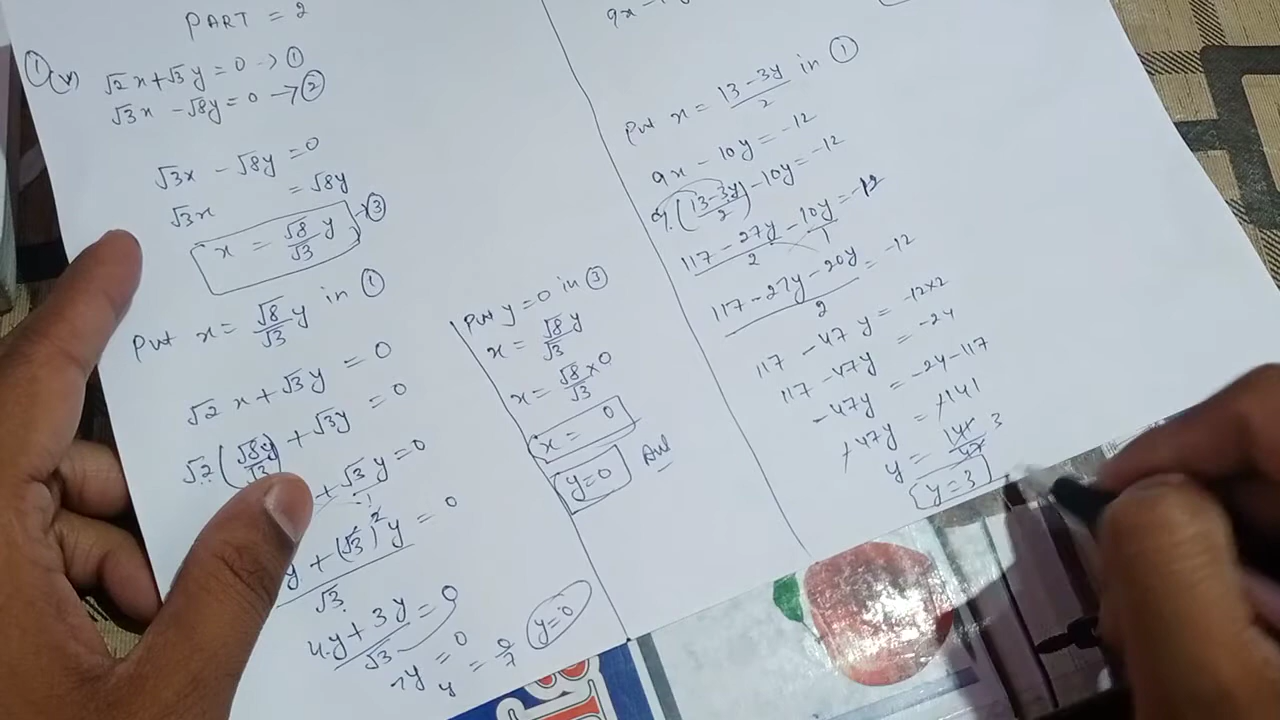 PART = 2
① (v) √2 x + √3 y = 0 → ①
√3x - √8y = 0 → ②
√3x - √8y = 0
√3x = √8y
x = √8/√3 y → ③
Put x = √8/√3 y in ①
√2 x + √3 y = 0
√2 (√8y/√3) + √3y = 0
+ √3 y/1 = 0
y + (√3)² y / √3 = 0
4y + 3y / √3 = 0
7y = 0
y = 0/7
y=0
Put y = 0 in ③
x = √8/√3 y
x = √8/√3 × 0
x = 0
y=0 Ans
9x -
Put x = 13 - 3y / 2 in ①
9x - 10y = -12
9(13 - 3y / 2) - 10y = -12
117 - 27y / 2 - 10y / 1 = -12
117 - 27y - 20y / 2 = -12
117 - 47y = -12×2
117 - 47y = -24
-47y = -24 - 117
-47y = -141
y = 141/47 3
y = 3